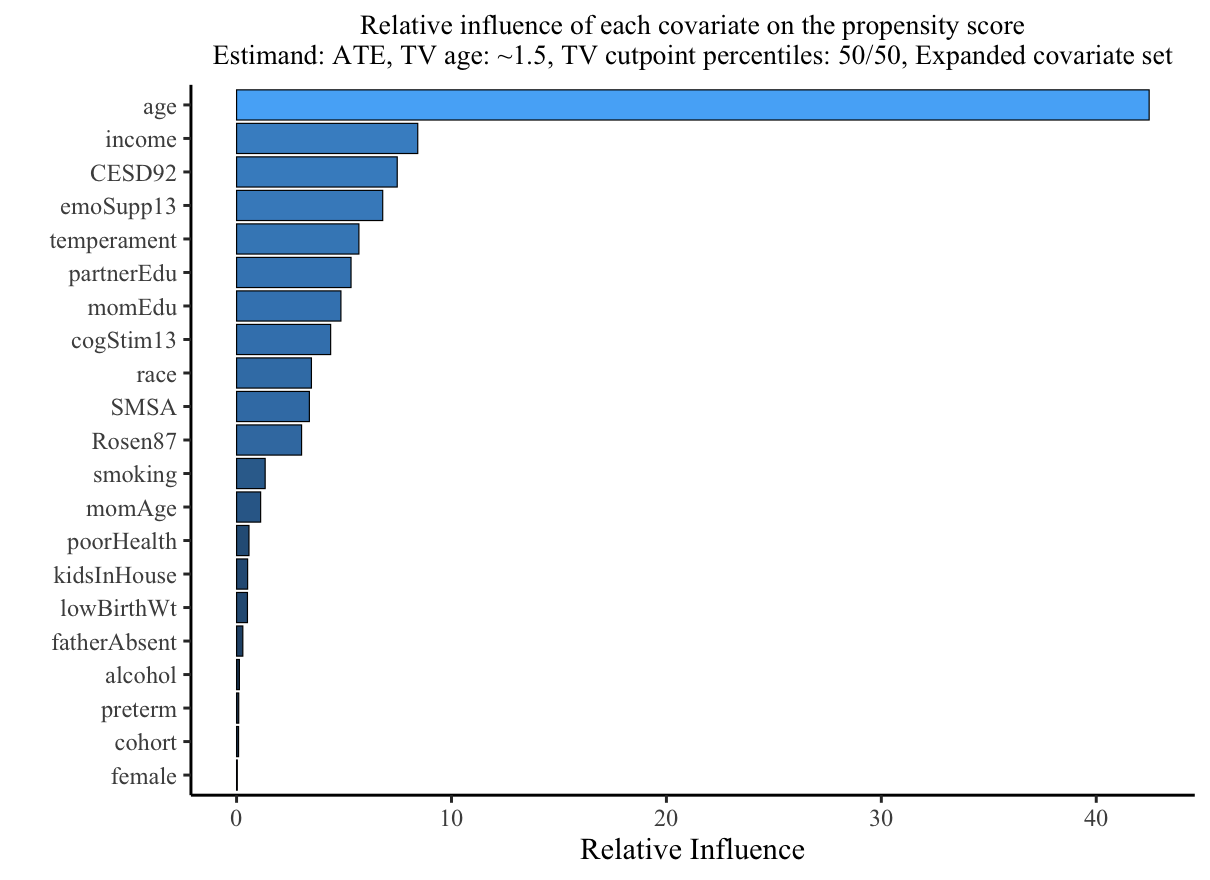 Relative influence of each covariate on the propensity score
Estimand: ATE, TV age: ~1.5, TV cutpoint percentiles: 50/50, Expanded covariate set
age
income
CESD92
emoSupp13
temperament
partnerEdu
momEdu
cogStim13
race
SMSA
Rosen87
smoking
momAge
poorHealth
kidsInHouse
lowBirthWt
fatherAbsent
alcohol
preterm
cohort
female
0 10 20 30 40
Relative Influence